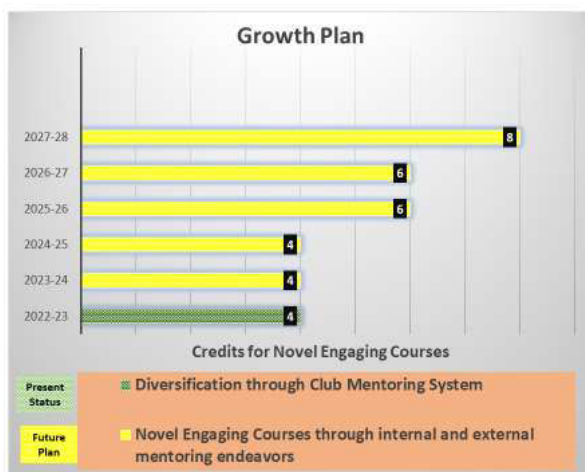 Growth Plan
2027-28 8
2026-27 6
2025-26 6
2024-25 4
2023-24 4
2022-23 4
Credits for Novel Engaging Courses
Present
Status
Diversification through Club Mentoring System
Future
Plan
Novel Engaging Courses through internal and external
mentoring endeavors